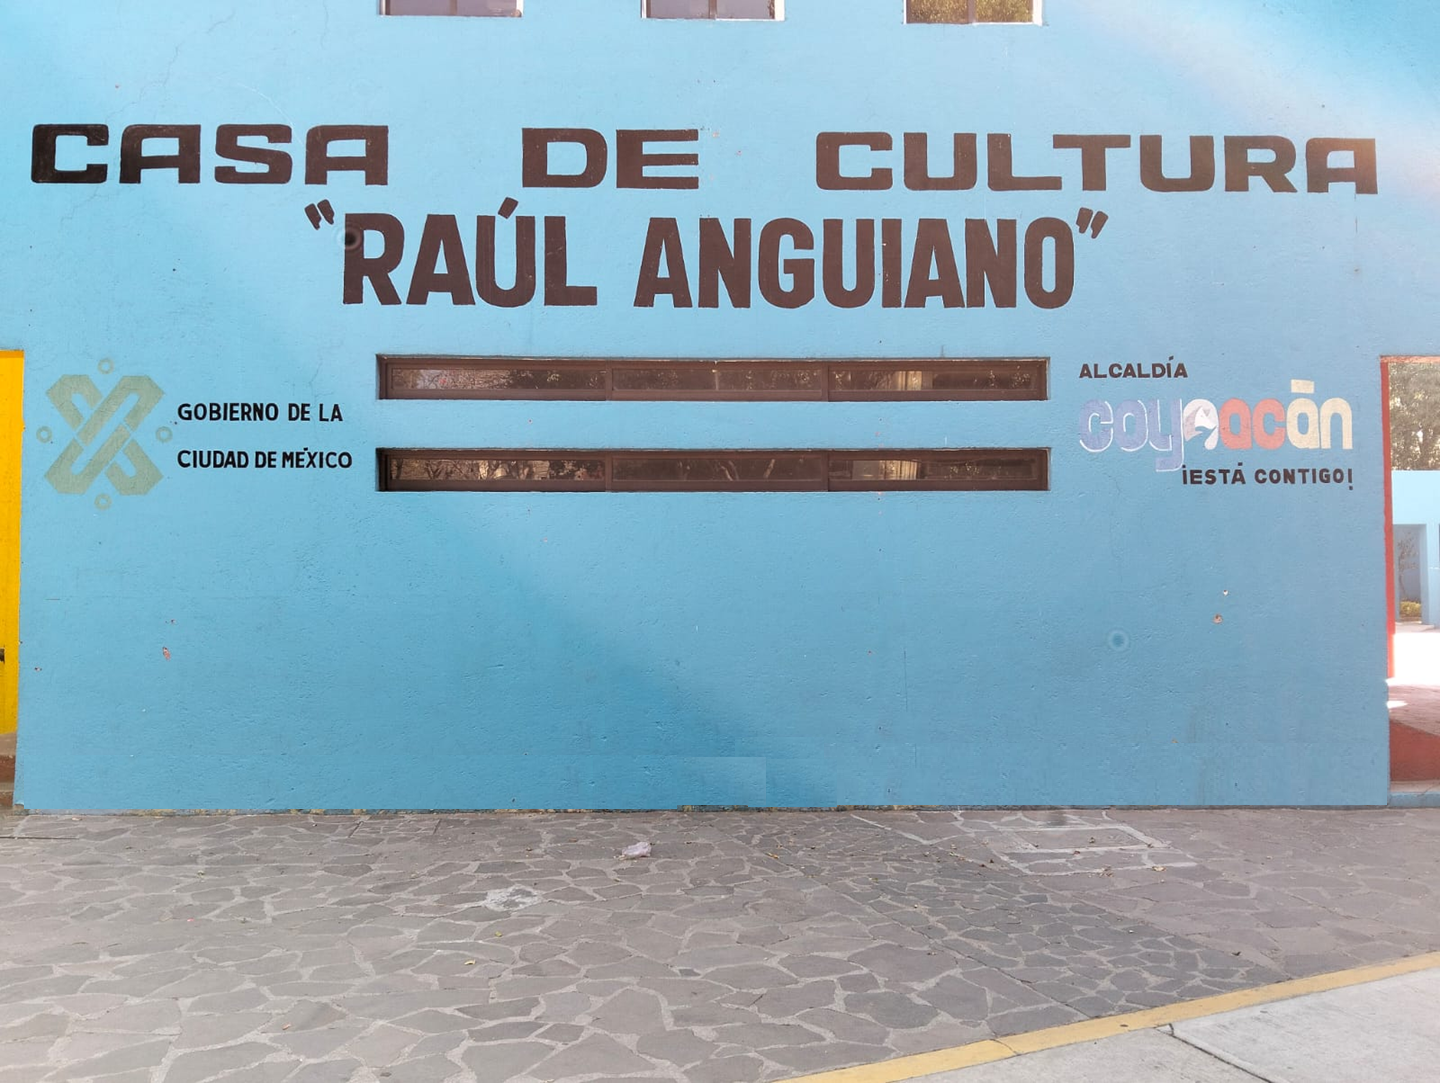 CASA DE CULTURA
"RAÚL ANGUIANO"
GOBIERNO DE LA
CIUDAD DE MÉXICO
ALCALDÍA
coyoacán
¡ESTÁ CONTIGO!